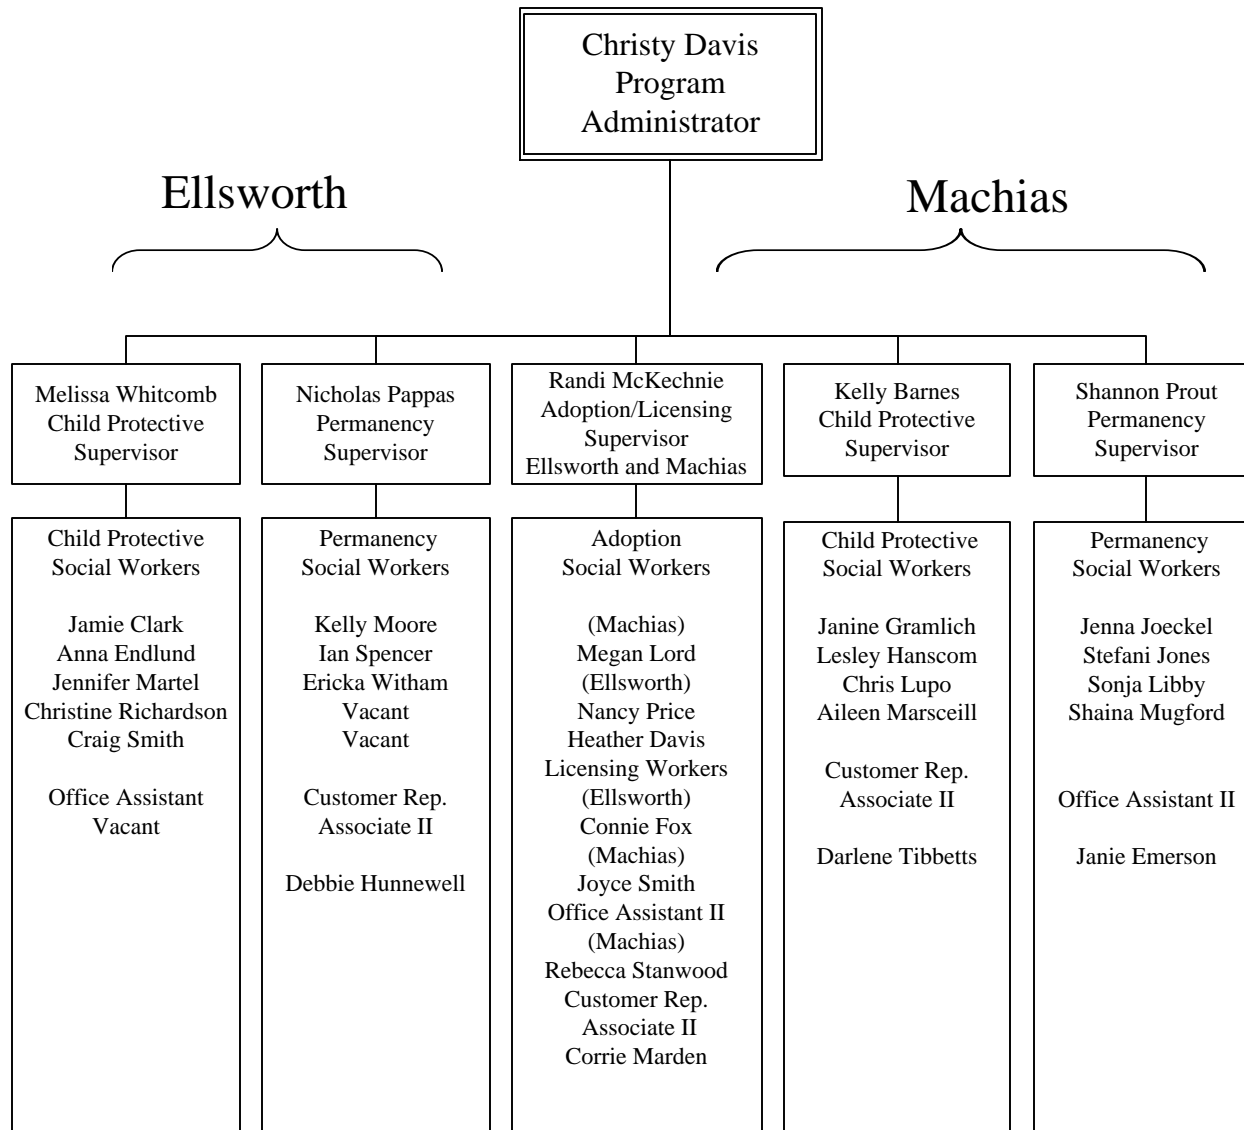 Christy Davis
Program
Administrator
Ellsworth
Machias
Melissa Whitcomb
Child Protective
Supervisor
Nicholas Pappas
Permanency
Supervisor
Randi McKechnie
Adoption/Licensing
Supervisor
Ellsworth and Machias
Kelly Barnes
Child Protective
Supervisor
Shannon Prout
Permanency
Supervisor
Child Protective
Social Workers
Jamie Clark
Anna Endlund
Jennifer Martel
Christine Richardson
Craig Smith
Office Assistant
Vacant
Permanency
Social Workers
Kelly Moore
Ian Spencer
Ericka Witham
Vacant
Vacant
Customer Rep.
Associate II
Debbie Hunnewell
Adoption
Social Workers
(Machias)
Megan Lord
(Ellsworth)
Nancy Price
Heather Davis
Licensing Workers
(Ellsworth)
Connie Fox
(Machias)
Joyce Smith
Office Assistant II
(Machias)
Rebecca Stanwood
Customer Rep.
Associate II
Corrie Marden
Child Protective
Social Workers
Janine Gramlich
Lesley Hanscom
Chris Lupo
Aileen Marsceill
Customer Rep.
Associate II
Darlene Tibbetts
Permanency
Social Workers
Jenna Joeckel
Stefani Jones
Sonja Libby
Shaina Mugford
Office Assistant II
Janie Emerson